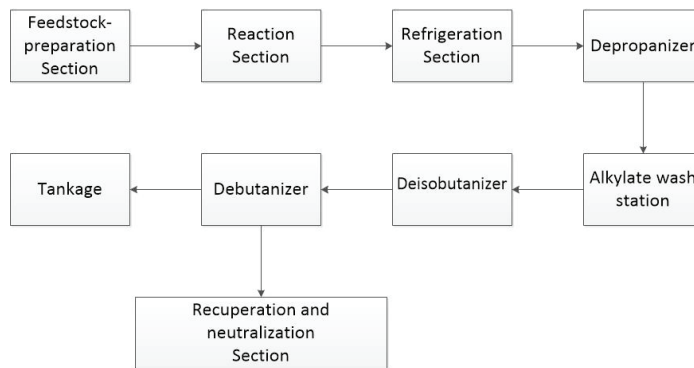 Feedstock-
preparation
Section
Reaction
Section
Refrigeration
Section
Depropanizer
Tankage
Debutanizer
Deisobutanizer
Alkylate wash
station
Recuperation and
neutralization
Section